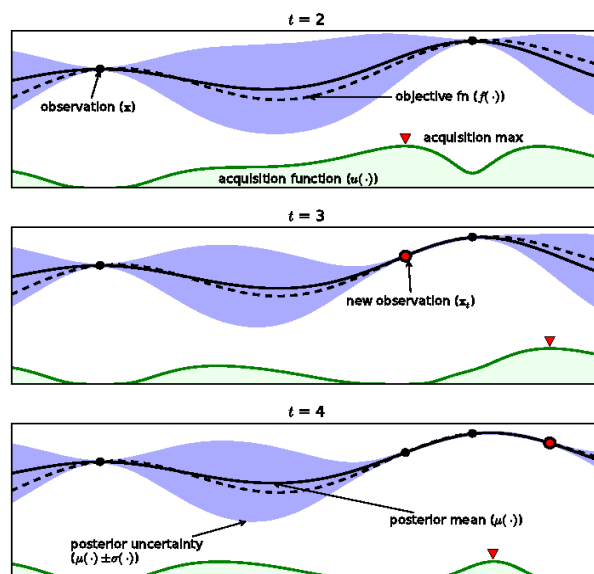 t = 2
observation (x)
objective fn (f(·))
acquisition max
acquisition function (u(·))
t = 3
new observation (xₜ)
t = 4
posterior mean (μ(·))
posterior uncertainty
(μ(·) ±σ(·))